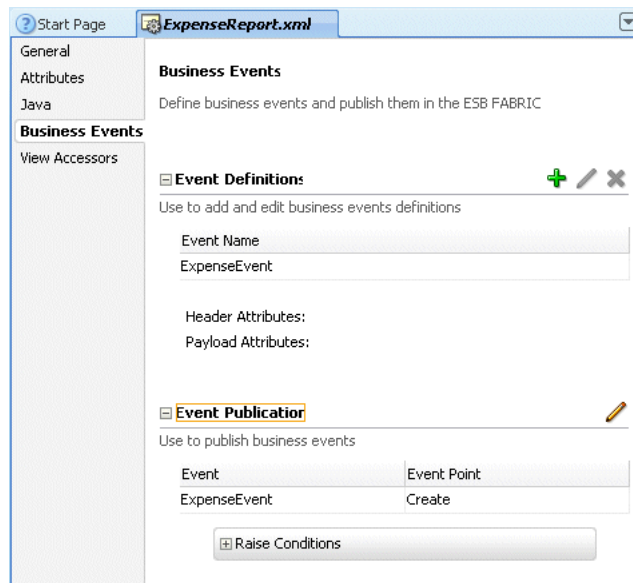 Start Page
ExpenseReport.xml
General
Attributes
Java
Business Events
View Accessors
Business Events
Define business events and publish them in the ESB FABRIC
Event Definitions
Use to add and edit business events definitions
Event Name
ExpenseEvent
Header Attributes:
Payload Attributes:
Event Publication
Use to publish business events
Event Event Point
ExpenseEvent Create
Raise Conditions